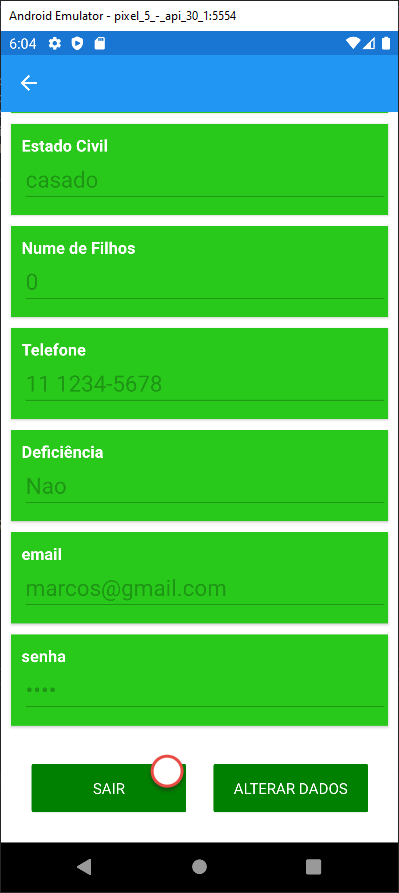 Android Emulator - pixel_5_-_api_30_1:5554
6:04
Estado Civil
casado
Nume de Filhos
0
Telefone
11 1234-5678
Deficiência
Nao
email
marcos@gmail.com
senha
••••
SAIR
ALTERAR DADOS